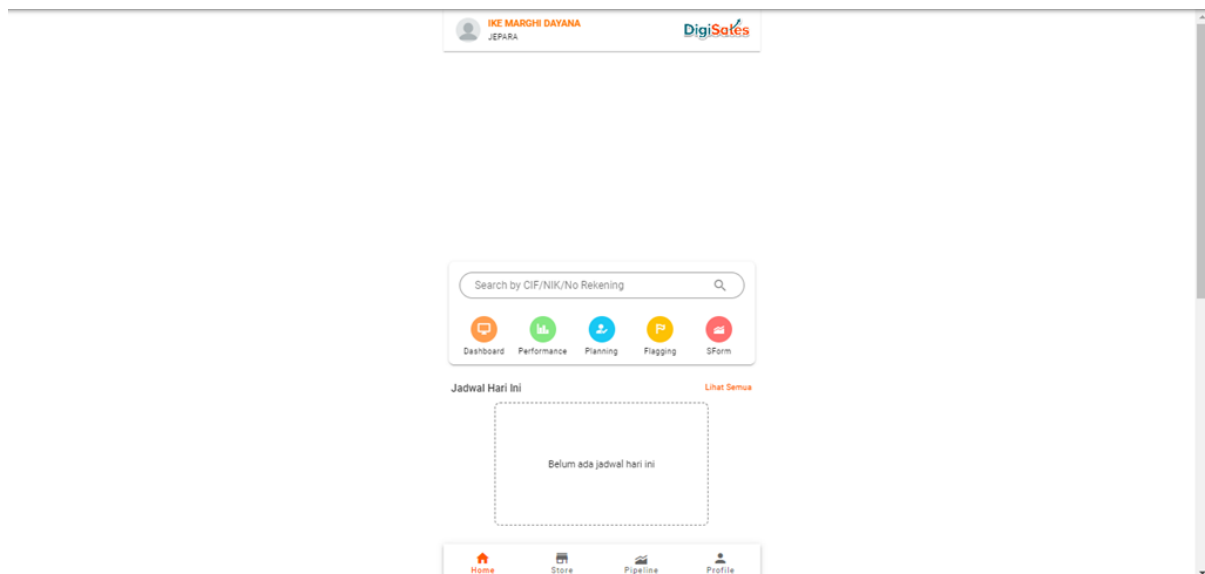 IKE MARGHI DAYANA
JEPARA
DigiSales
Search by CIF/NIK/No Rekening
Dashboard Performance Planning Flagging SForm
Jadwal Hari Ini Lihat Semua
Belum ada jadwal hari ini
Home Store Pipeline Profile